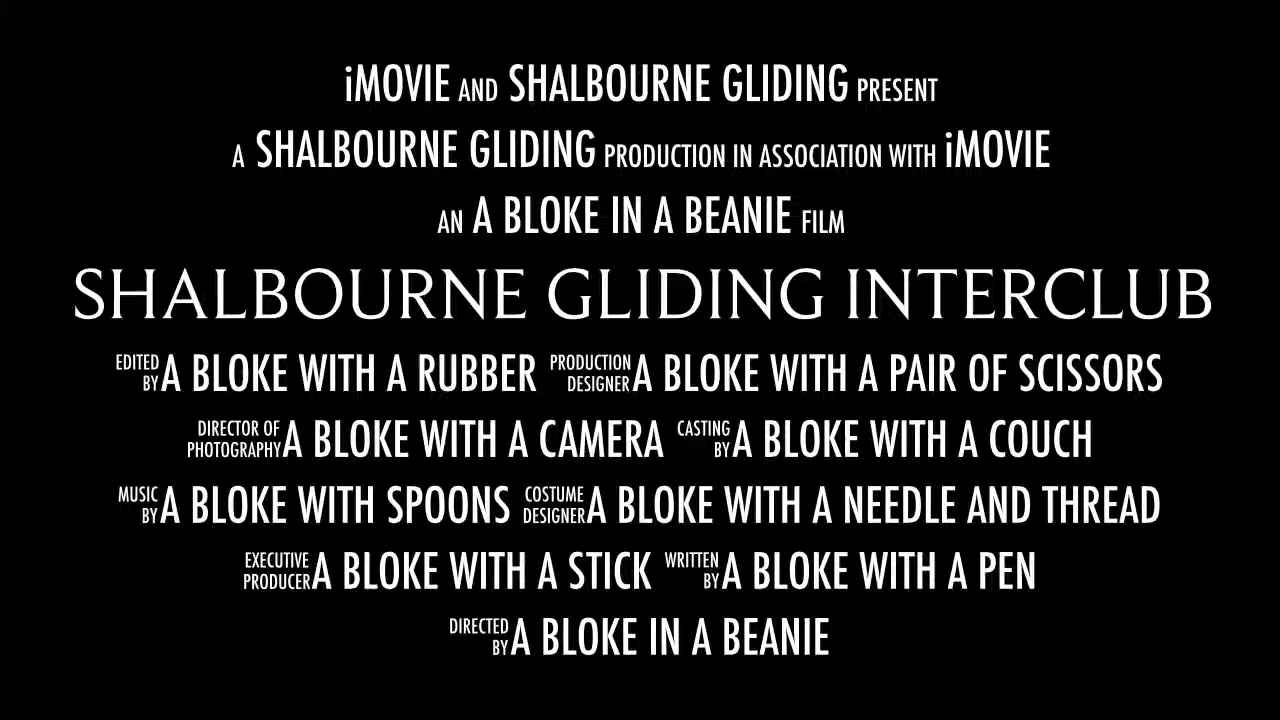 iMOVIE AND SHALBOURNE GLIDING PRESENT
A SHALBOURNE GLIDING PRODUCTION IN ASSOCIATION WITH iMOVIE
AN A BLOKE IN A BEANIE FILM
SHALBOURNE GLIDING INTERCLUB
EDITED BY A BLOKE WITH A RUBBER PRODUCTION DESIGNER A BLOKE WITH A PAIR OF SCISSORS
DIRECTOR OF PHOTOGRAPHY A BLOKE WITH A CAMERA CASTING BY A BLOKE WITH A COUCH
MUSIC BY A BLOKE WITH SPOONS COSTUME DESIGNER A BLOKE WITH A NEEDLE AND THREAD
EXECUTIVE PRODUCER A BLOKE WITH A STICK WRITTEN BY A BLOKE WITH A PEN
DIRECTED BY A BLOKE IN A BEANIE